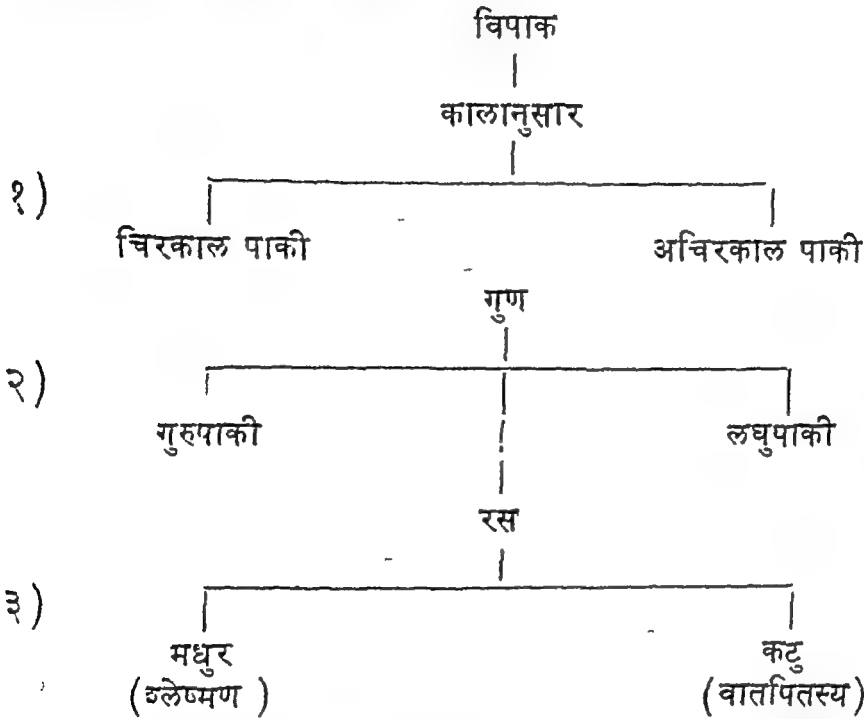 विपाक
कालानुसार
१)
चिरकाल पाकी अचिरकाल पाकी
गुण
२)
गुरुपाकी लघुपाकी
रस
३)
मधुर कटु
(श्लेष्मण ) (वातपितस्य)